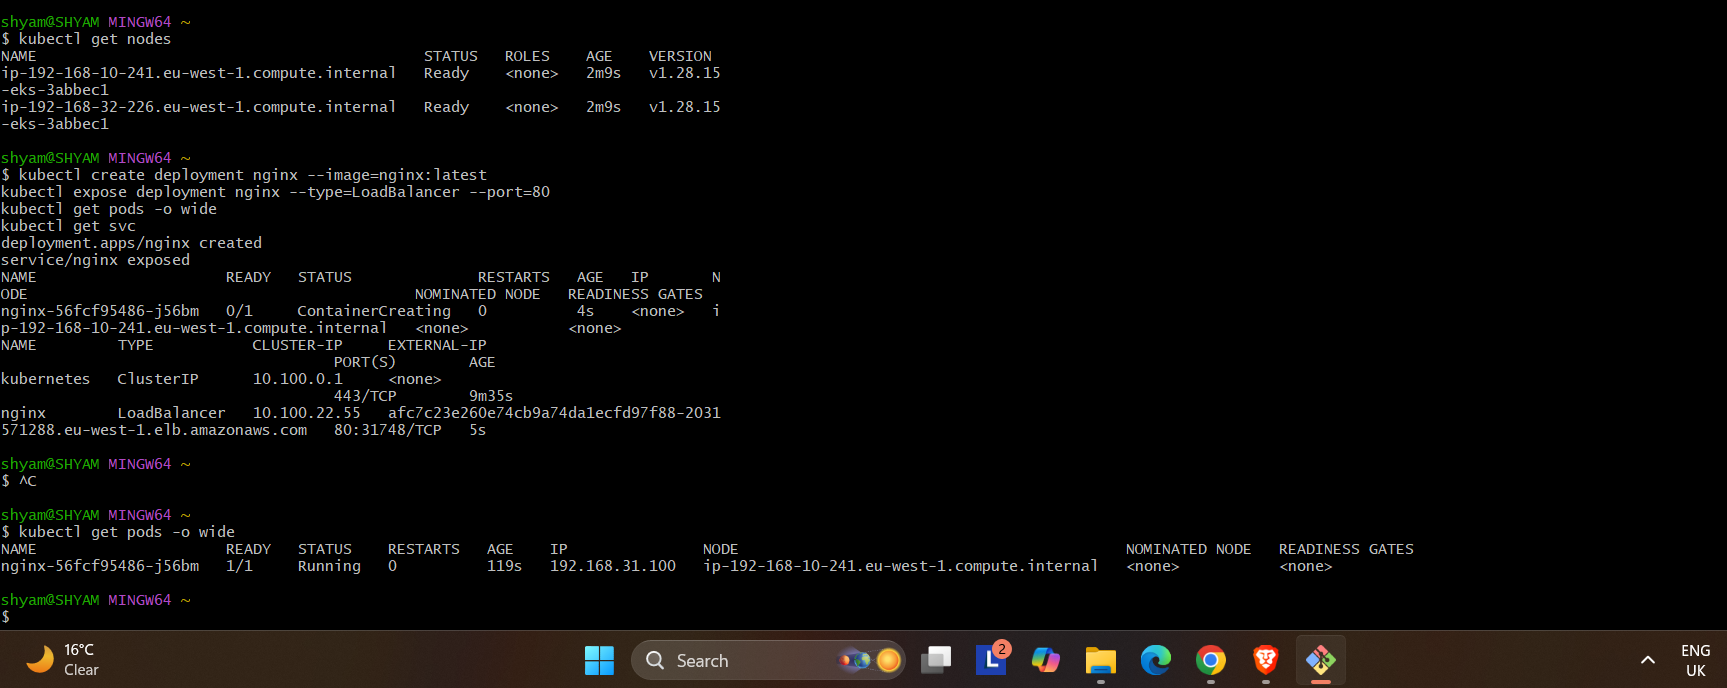 shyam@SHYAM MINGW64 ~
$ kubectl get nodes
NAME                                           STATUS   ROLES    AGE    VERSION
ip-192-168-10-241.eu-west-1.compute.internal   Ready    <none>   2m9s   v1.28.15
-eks-3abbec1
ip-192-168-32-226.eu-west-1.compute.internal   Ready    <none>   2m9s   v1.28.15
-eks-3abbec1
shyam@SHYAM MINGW64 ~
$ kubectl create deployment nginx --image=nginx:latest
kubectl expose deployment nginx --type=LoadBalancer --port=80
kubectl get pods -o wide
kubectl get svc
deployment.apps/nginx created
service/nginx exposed
NAME                     READY   STATUS              RESTARTS   AGE   IP       N
ODE                                           NOMINATED NODE   READINESS GATES
nginx-56fcf95486-j56bm   0/1     ContainerCreating   0          4s    <none>   i
p-192-168-10-241.eu-west-1.compute.internal   <none>           <none>
NAME         TYPE           CLUSTER-IP     EXTERNAL-IP
                                     PORT(S)        AGE
kubernetes   ClusterIP      10.100.0.1     <none>
                                     443/TCP        9m35s
nginx        LoadBalancer   10.100.22.55   afc7c23e260e74cb9a74da1ecfd97f88-2031
571288.eu-west-1.elb.amazonaws.com   80:31748/TCP   5s
shyam@SHYAM MINGW64 ~
$ ^C
shyam@SHYAM MINGW64 ~
$ kubectl get pods -o wide
NAME                     READY   STATUS    RESTARTS   AGE    IP               NODE                                           NOMINATED NODE   READINESS GATES
nginx-56fcf95486-j56bm   1/1     Running   0          119s   192.168.31.100   ip-192-168-10-241.eu-west-1.compute.internal   <none>           <none>
shyam@SHYAM MINGW64 ~
$
16°C
Clear
Search
L
2
ENG
UK